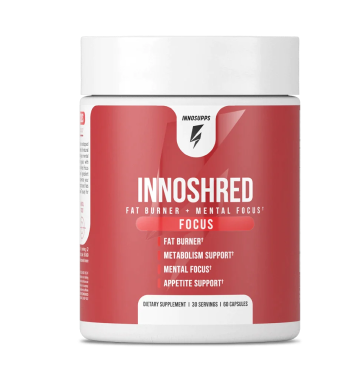 INNOSUPPS
INNOSHRED
FAT BURNER + MENTAL FOCUS†
FOCUS
FAT BURNER†
METABOLISM SUPPORT†
MENTAL FOCUS†
APPETITE SUPPORT†
DIETARY SUPPLEMENT | 30 SERVINGS | 60 CAPSULES